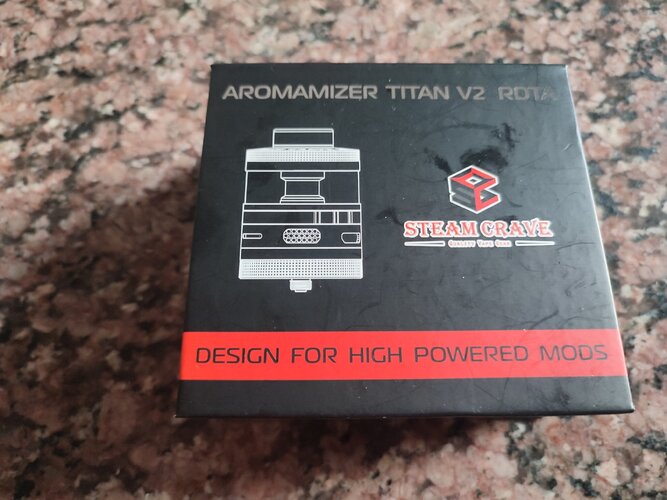 AROMAMIZER TITAN V2 RDTA
STEAM CRAVE
DESIGN FOR HIGH POWERED MODS